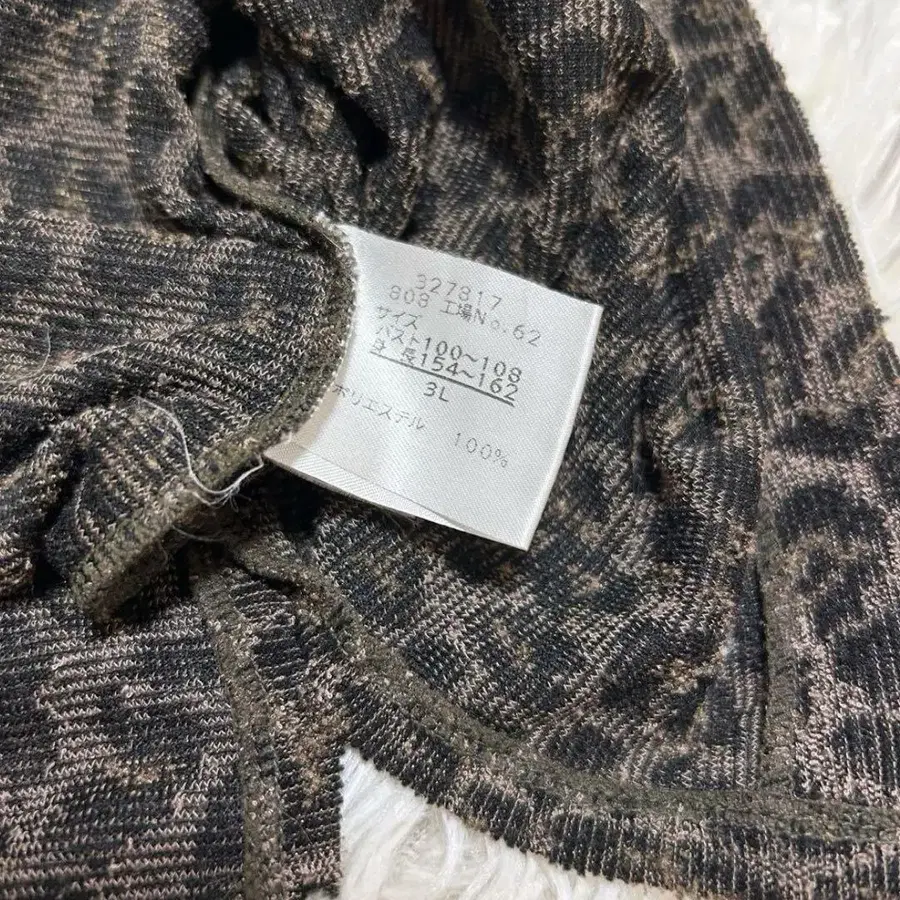 327817
808 工場No.62
サイズ
バスト100~108
身 長154~162
3L
ポリエステル 100%